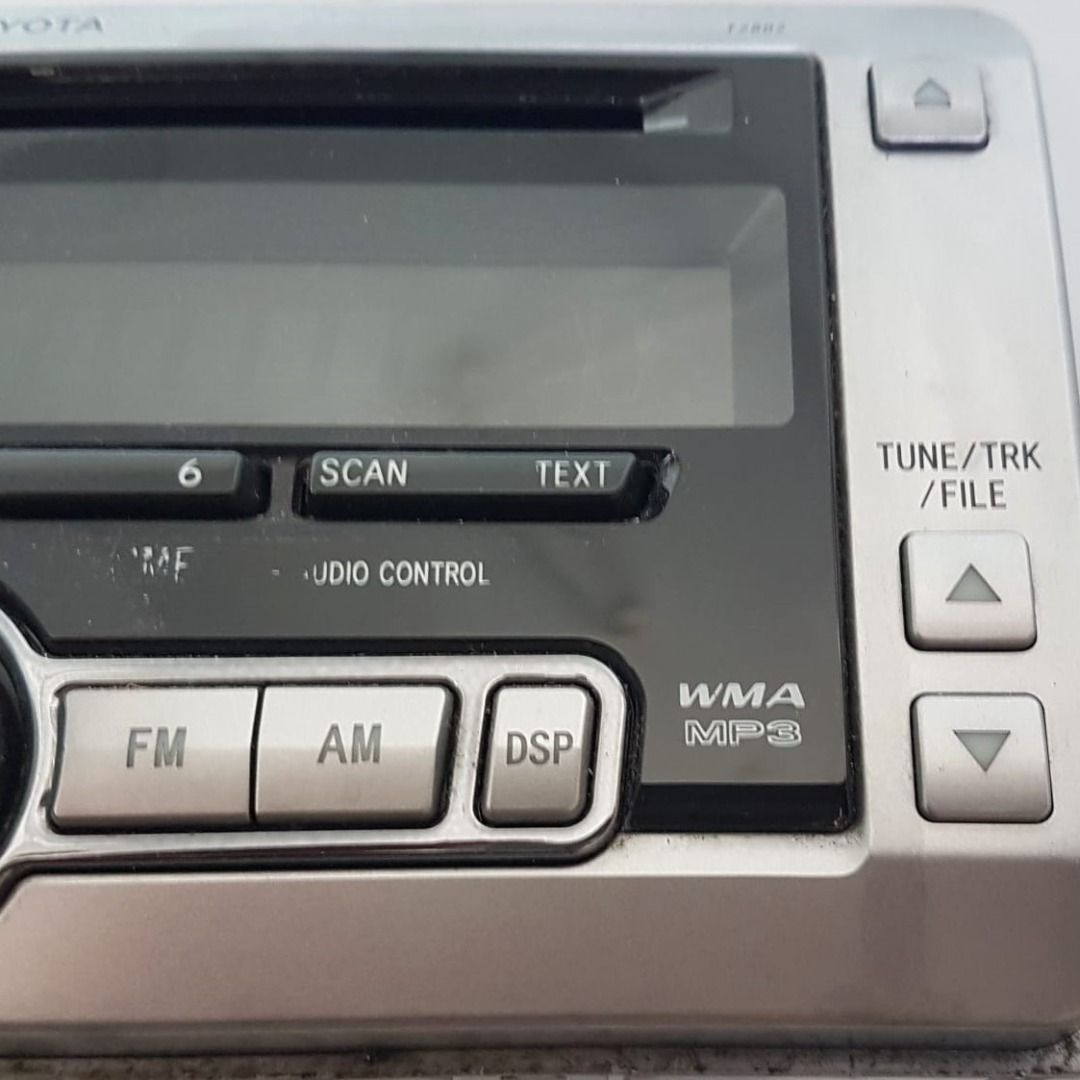 YOTA
12802
6 SCAN TEXT
TUNE/TRK
/FILE
UDIO CONTROL
WMA
MP3
FM AM DSP